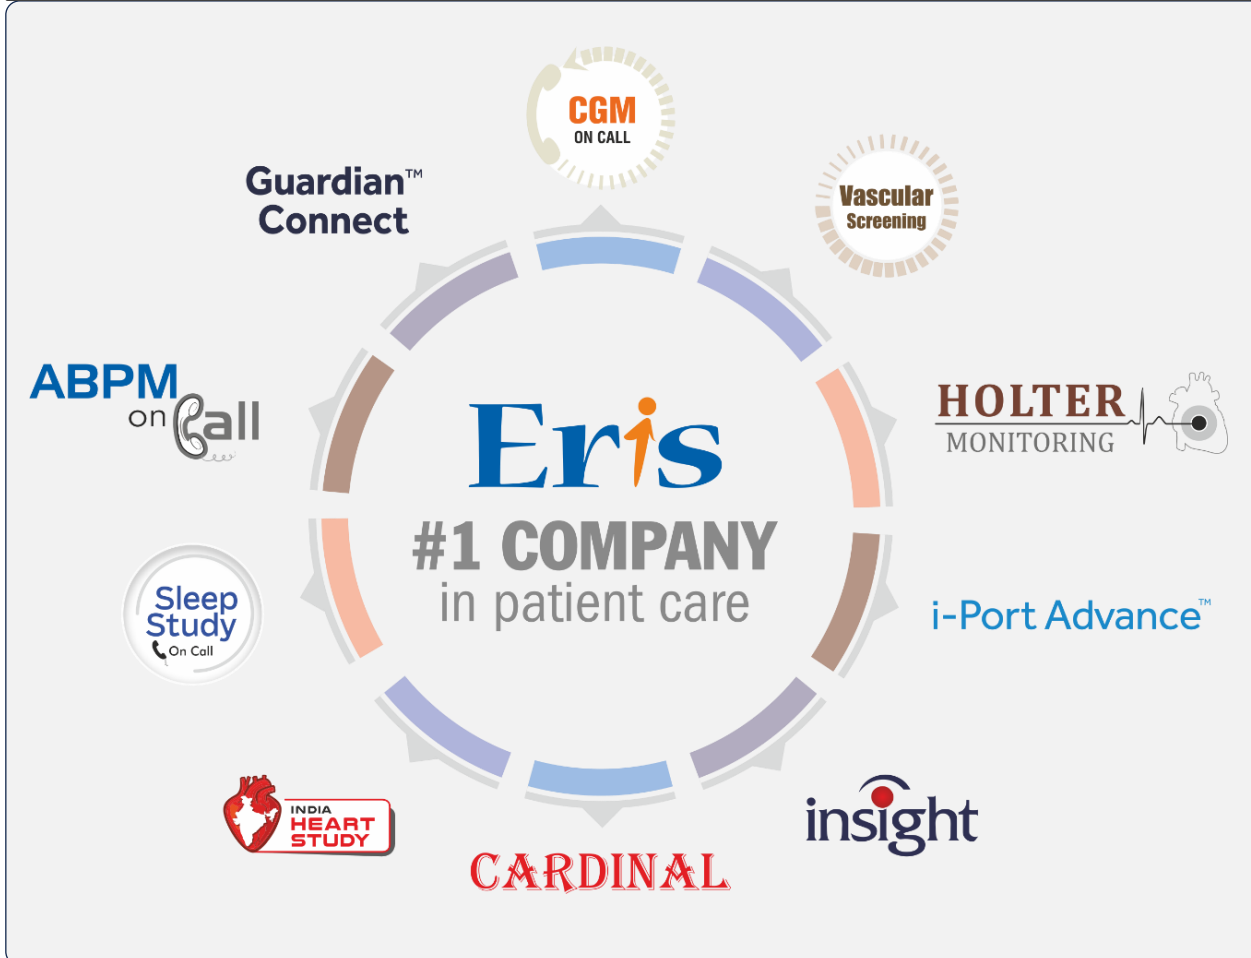 CGM
ON CALL
Guardian™
Connect
Vascular
Screening
ABPM
on Call
HOLTER
MONITORING
Eris
#1 COMPANY
in patient care
Sleep
Study
On Call
i-Port Advance™
INDIA
HEART
STUDY
insight
CARDINAL